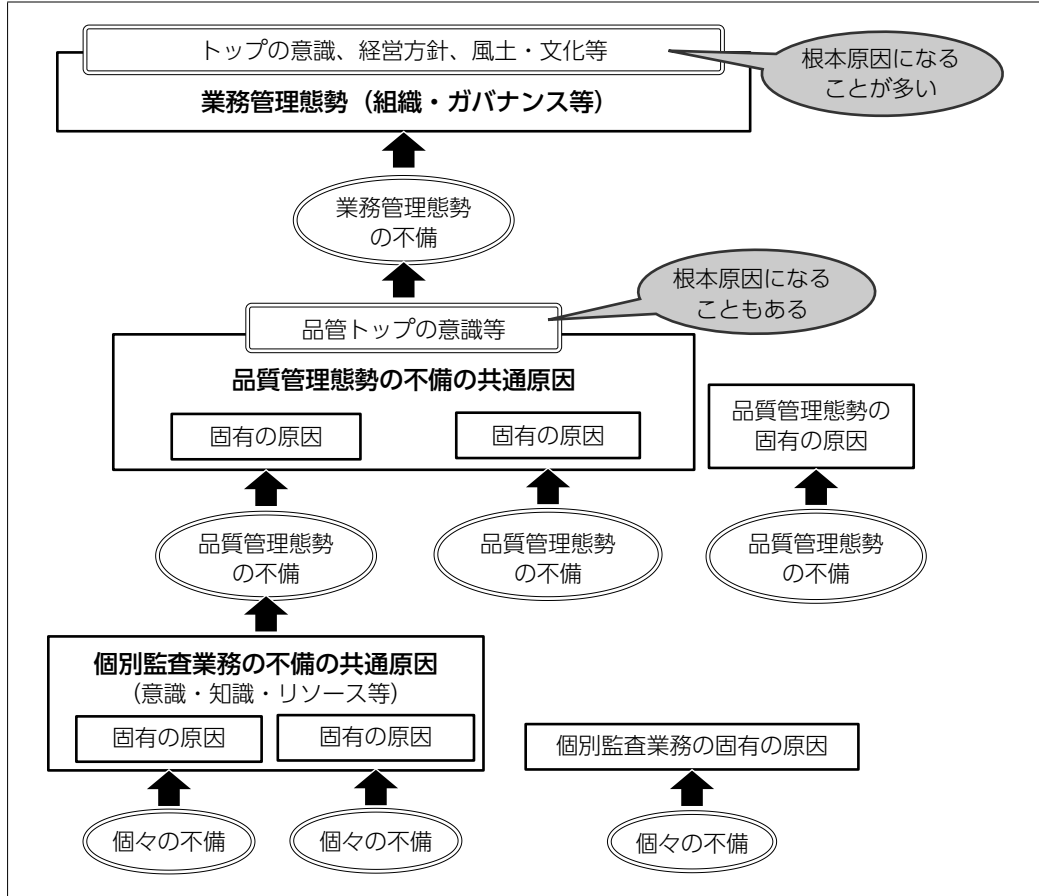 トップの意識、経営方針、風土・文化等
業務管理態勢（組織・ガバナンス等）
根本原因になる
ことが多い
業務管理態勢
の不備
根本原因になる
こともある
品管トップの意識等
品質管理態勢の不備の共通原因
固有の原因
固有の原因
品質管理態勢の
固有の原因
品質管理態勢
の不備
品質管理態勢
の不備
品質管理態勢
の不備
個別監査業務の不備の共通原因
（意識・知識・リソース等）
固有の原因
固有の原因
個別監査業務の固有の原因
個々の不備
個々の不備
個々の不備